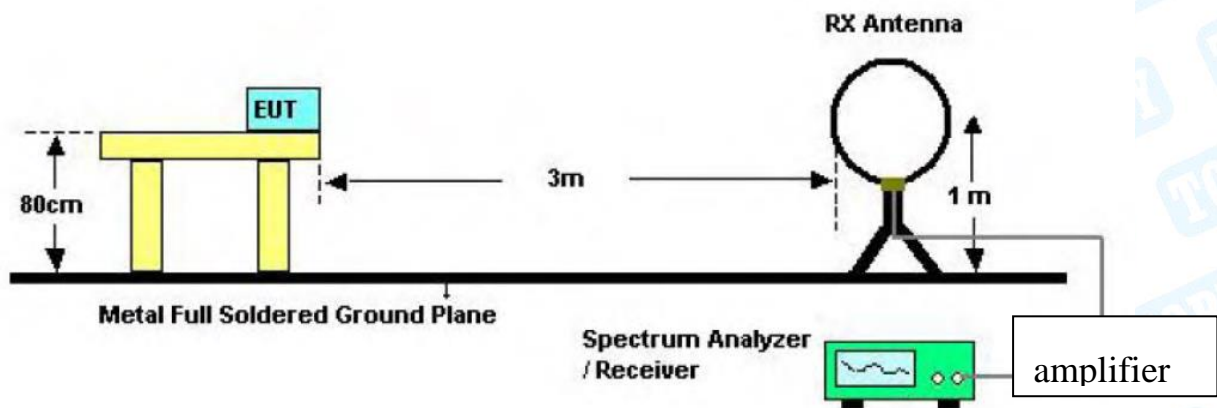 RX Antenna
EUT
3m
80cm
1 m
Metal Full Soldered Ground Plane
Spectrum Analyzer
/ Receiver
amplifier